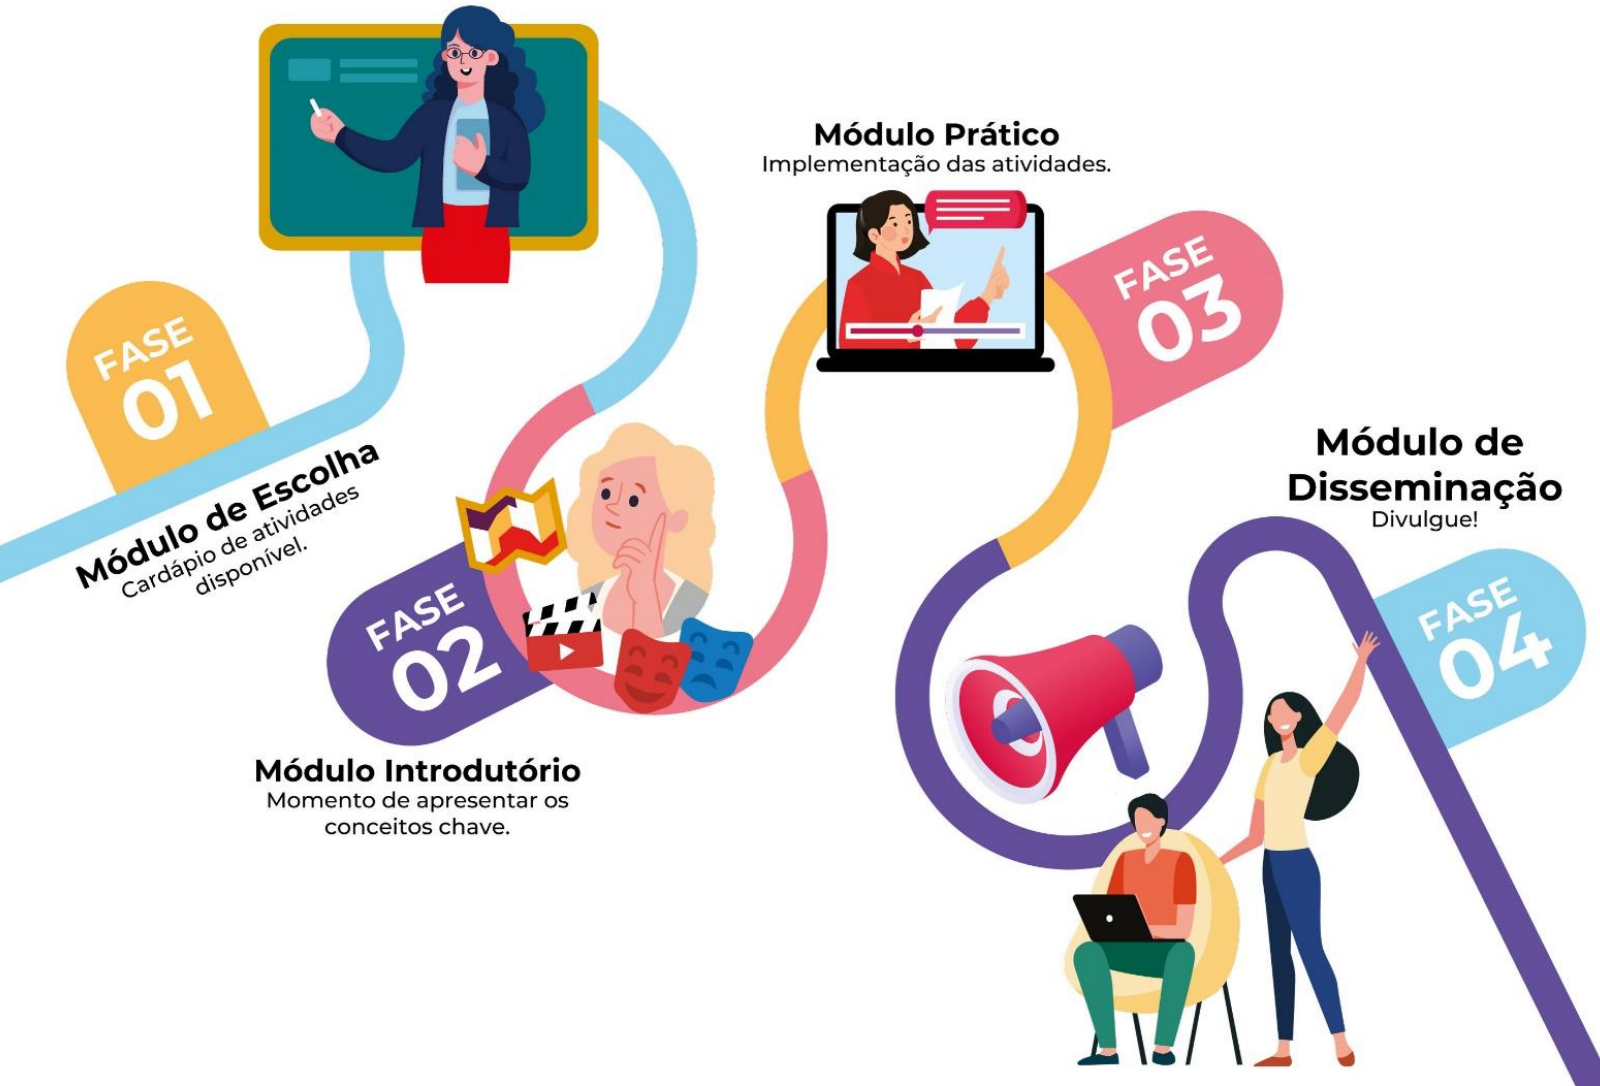 FASE
01
Módulo de Escolha
Cardápio de atividades
disponível.
FASE
02
Módulo Introdutório
Momento de apresentar os
conceitos chave.
Módulo Prático
Implementação das atividades.
FASE
03
Módulo de
Disseminação
Divulgue!
FASE
04